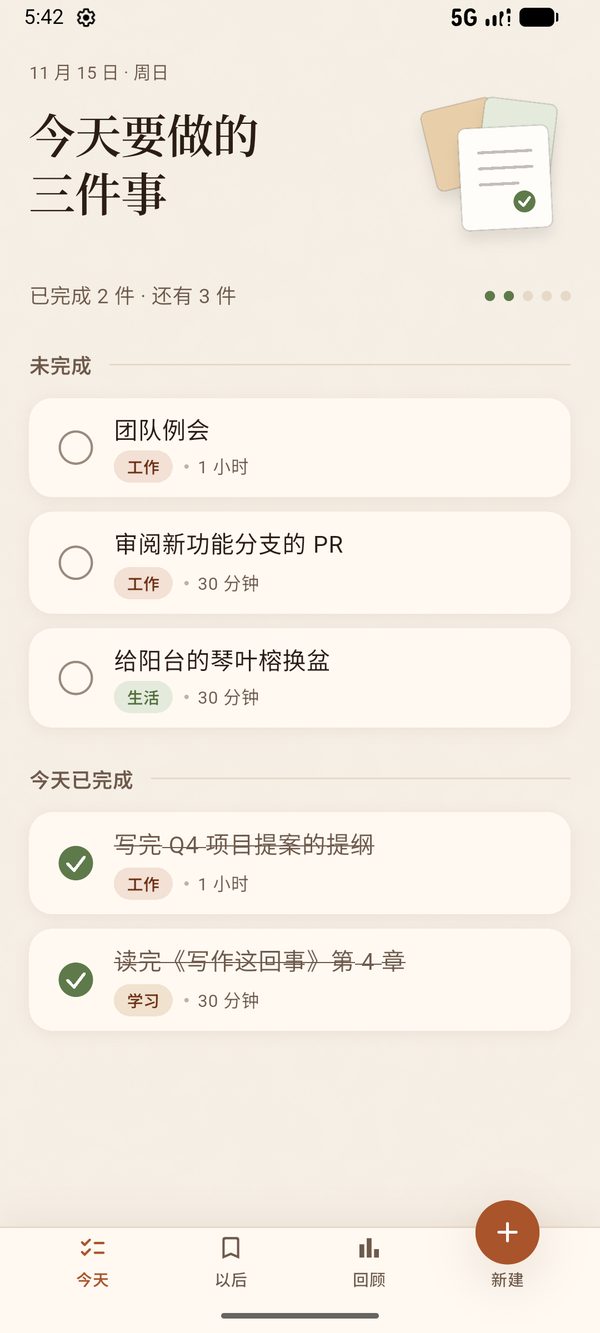 5:42
5G
11 月 15 日 · 周日
今天要做的
三件事
已完成 2 件 · 还有 3 件
未完成
团队例会
工作 • 1 小时
审阅新功能分支的 PR
工作 • 30 分钟
给阳台的琴叶榕换盆
生活 • 30 分钟
今天已完成
写完 Q4 项目提案的提纲
工作 • 1 小时
读完《写作这回事》第 4 章
学习 • 30 分钟
今天
以后
回顾
新建